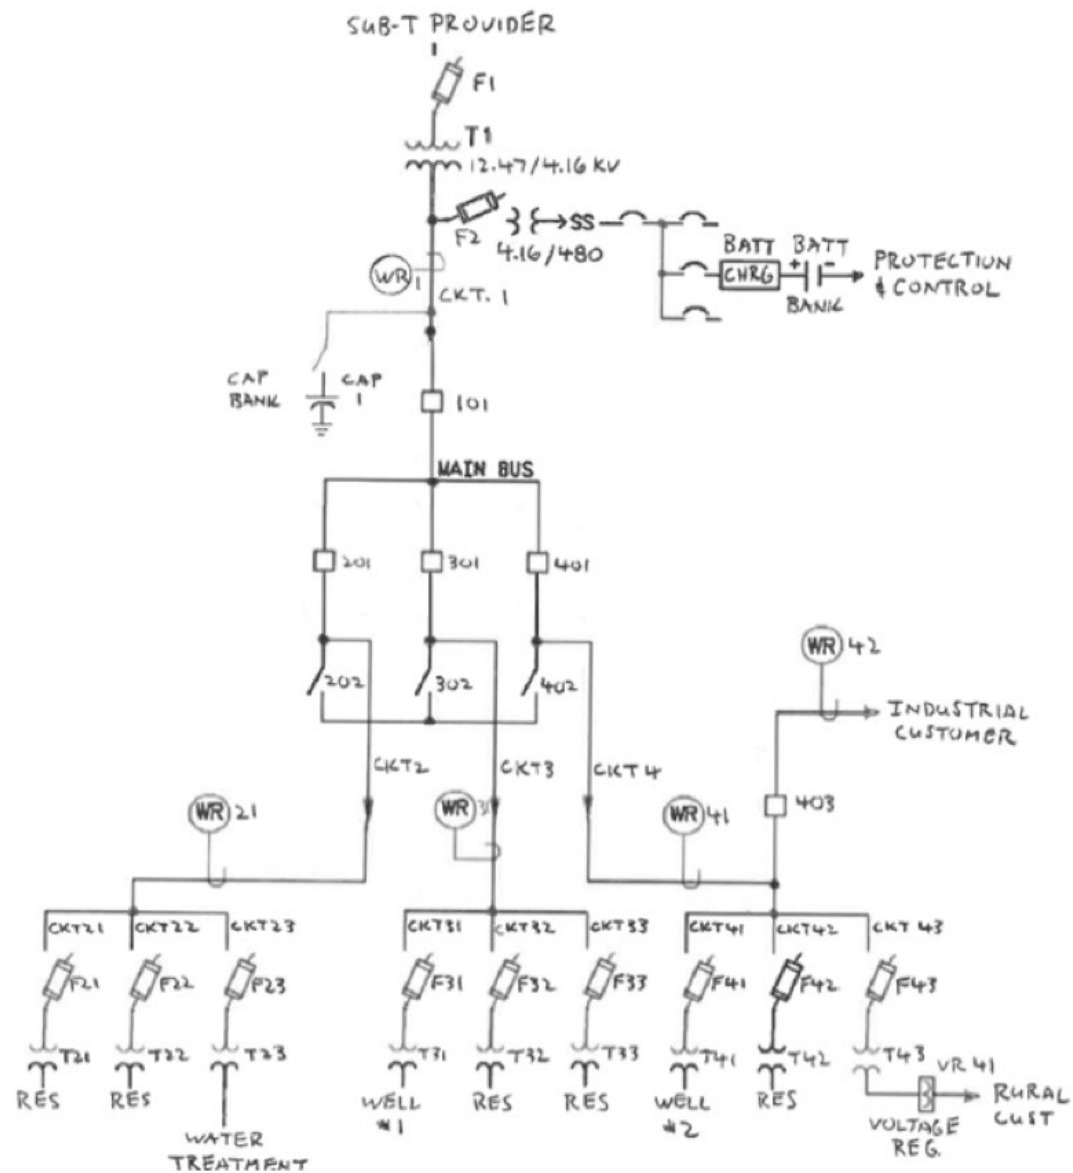 SUB-T PROVIDER
F1
T1
12.47/4.16 KV
F2
SS
4.16/480
BATT BATT
CHRG + -
BANK
PROTECTION
& CONTROL
WR 1
CKT. 1
CAP
BANK
CAP
1
101
MAIN BUS
201 301 401
202 302 402
WR 42
INDUSTRIAL
CUSTOMER
CKT2 CKT3 CKT4
403
WR 21 WR WR 41
CKT21 CKT22 CKT23 CKT31 CKT32 CKT33 CKT41 CKT42 CKT 43
F21 F22 F23 F31 F32 F33 F41 F42 F43
T21 T22 T23 T31 T32 T33 T41 T42 T43
VR 41
RES RES WELL RES RES WELL RES
#1 #2
RURAL
CUST
VOLTAGE
REG.
WATER
TREATMENT